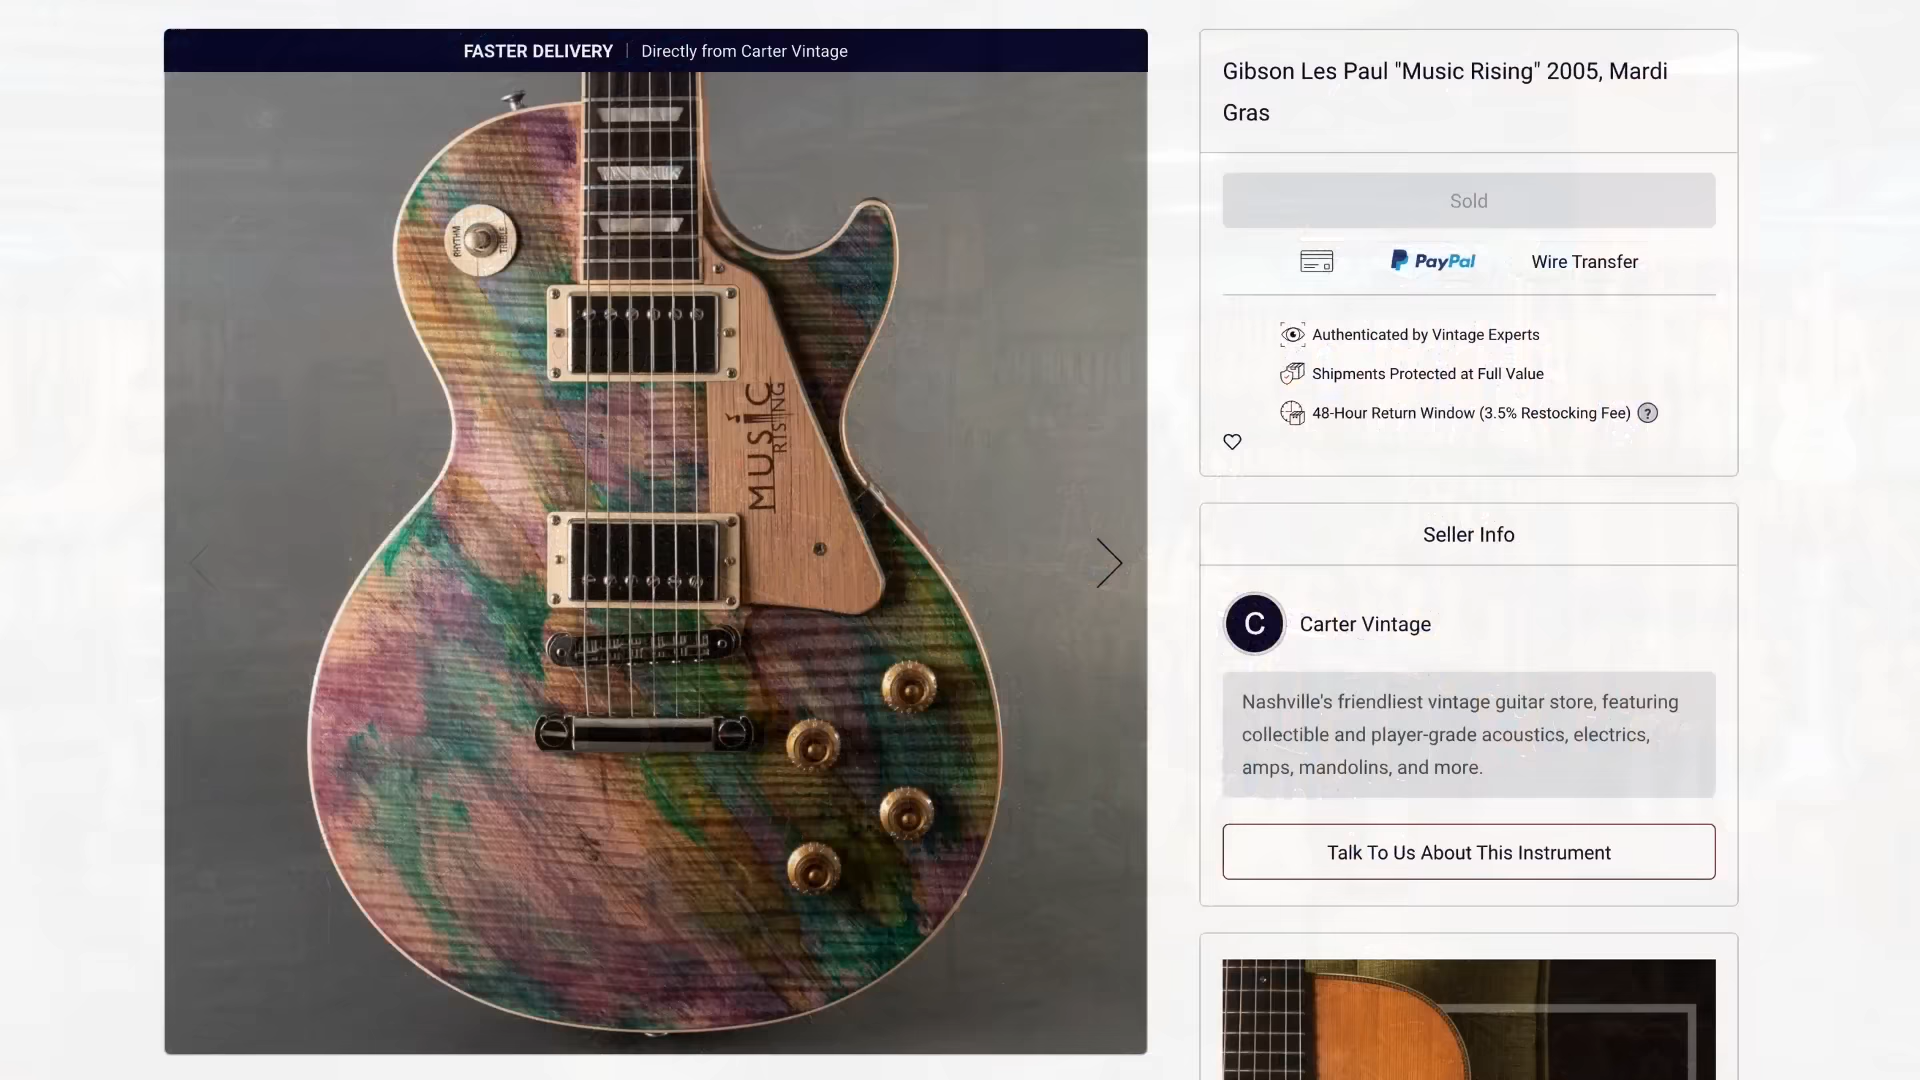 FASTER DELIVERY | Directly from Carter Vintage
RHYTHM
TREBLE
MUSIC
RISING
Gibson Les Paul "Music Rising" 2005, Mardi
Gras
Sold
PayPal
Wire Transfer
Authenticated by Vintage Experts
Shipments Protected at Full Value
48-Hour Return Window (3.5% Restocking Fee) ?
Seller Info
C
Carter Vintage
Nashville's friendliest vintage guitar store, featuring
collectible and player-grade acoustics, electrics,
amps, mandolins, and more.
Talk To Us About This Instrument